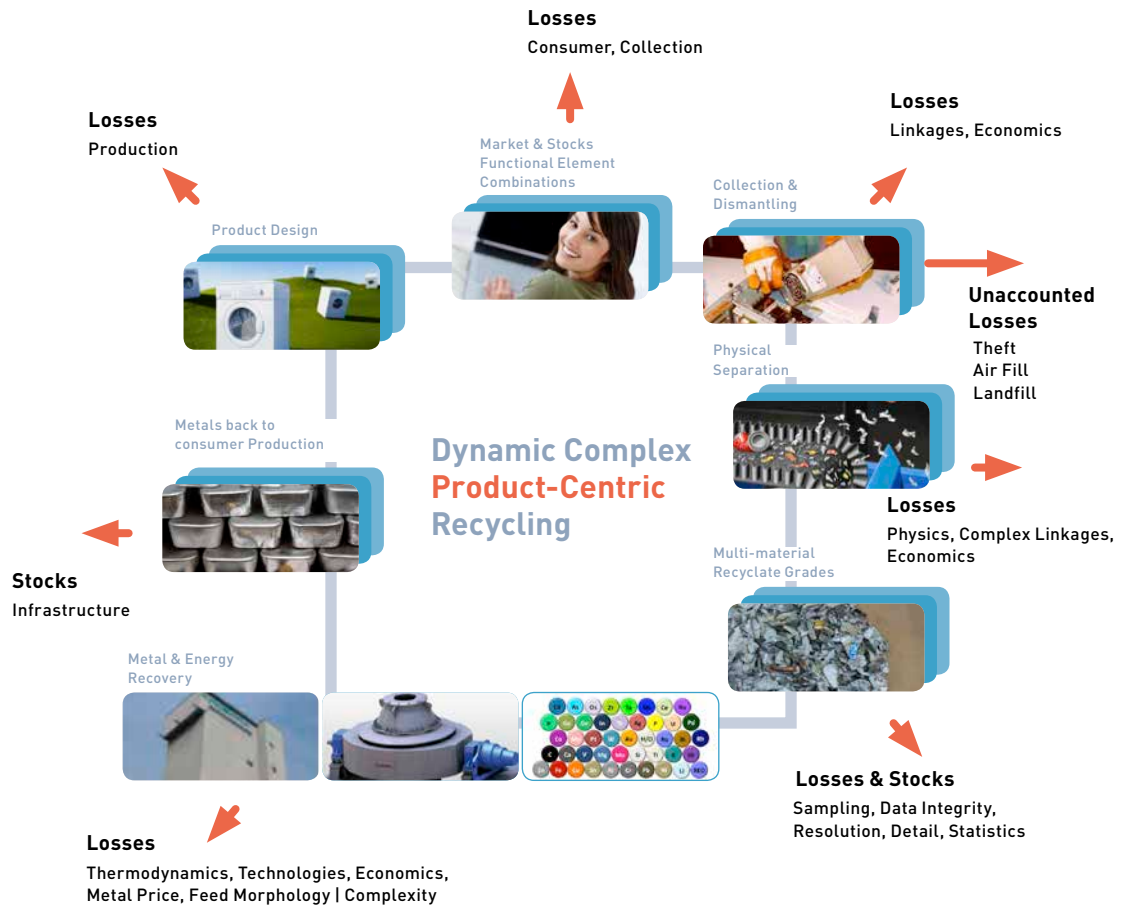 Losses
Consumer, Collection
Losses
Production
Losses
Linkages, Economics
Market & Stocks
Functional Element
Combinations
Collection &
Dismantling
Product Design
Unaccounted
Losses
Theft
Air Fill
Landfill
Physical
Separation
Metals back to
consumer Production
Dynamic Complex
Product-Centric
Recycling
Losses
Physics, Complex Linkages,
Economics
Multi-material
Recyclate Grades
Stocks
Infrastructure
Metal & Energy
Recovery
Losses & Stocks
Sampling, Data Integrity,
Resolution, Detail, Statistics
Losses
Thermodynamics, Technologies, Economics,
Metal Price, Feed Morphology | Complexity